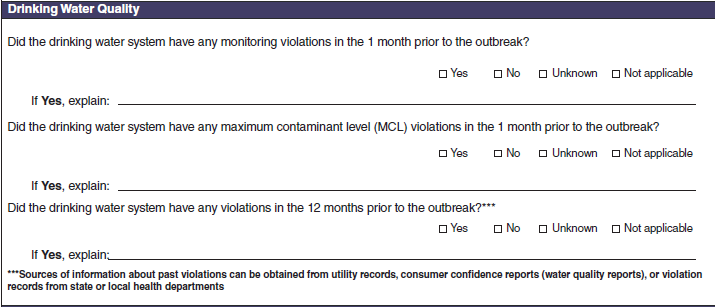 Drinking Water Quality
Did the drinking water system have any monitoring violations in the 1 month prior to the outbreak?
Yes No Unknown Not applicable
If Yes, explain:
Did the drinking water system have any maximum contaminant level (MCL) violations in the 1 month prior to the outbreak?
Yes No Unknown Not applicable
If Yes, explain:
Did the drinking water system have any violations in the 12 months prior to the outbreak?***
Yes No Unknown Not applicable
If Yes, explain:
***Sources of information about past violations can be obtained from utility records, consumer confidence reports (water quality reports), or violation
records from state or local health departments